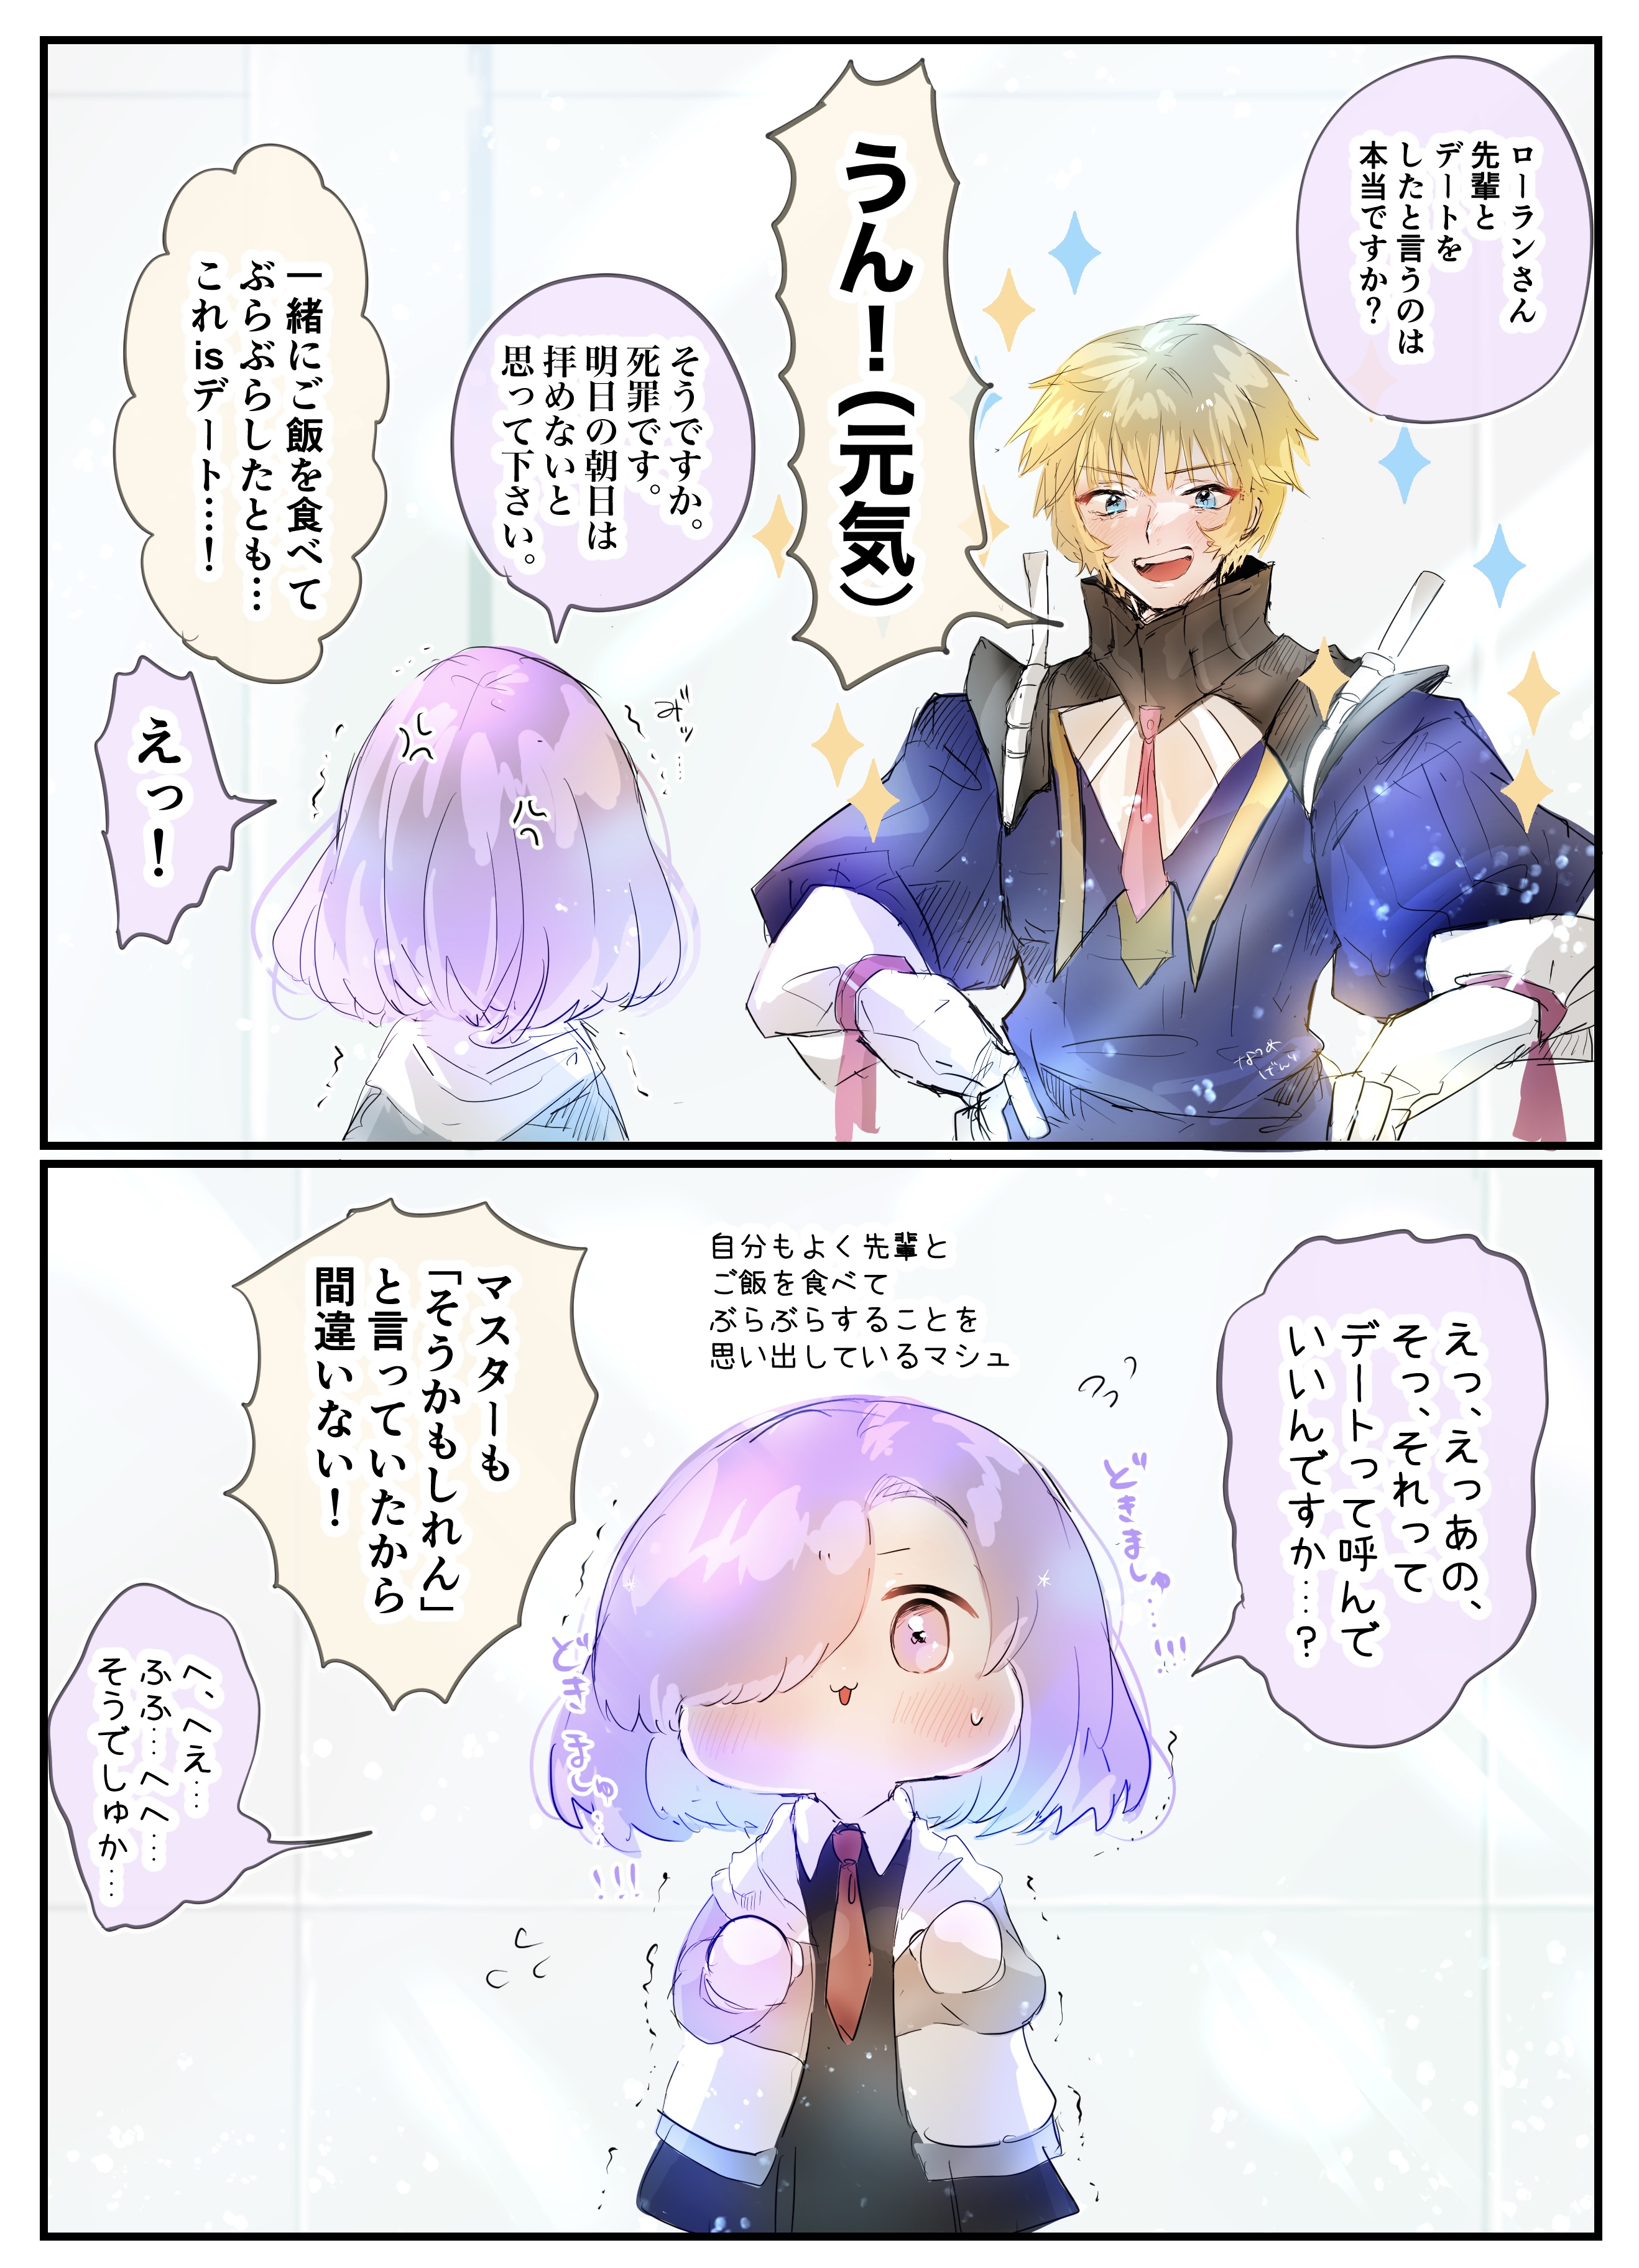 ローランさん
先輩と
デートを
したと言うのは
本当ですか?
うん!(元気)
そうですか。
死罪です。
明日の朝日は
拝めないと
思って下さい。
一緒にご飯を食べて
ぶらぶらしたとも…
これisデート……!
えっ!
なつめ
げんり
えっ、えっあの、
そっ、それって
デートって呼んで
いいんですか…?
自分もよく先輩と
ご飯を食べて
ぶらぶらすることを
思い出しているマシュ
どきましゅ…!!!
どきましゅ…!!!
マスターも
「そうかもしれん」
と言っていたから
間違いない!
へ、へえ…
ふふ…へへ…
そうでしゅか…